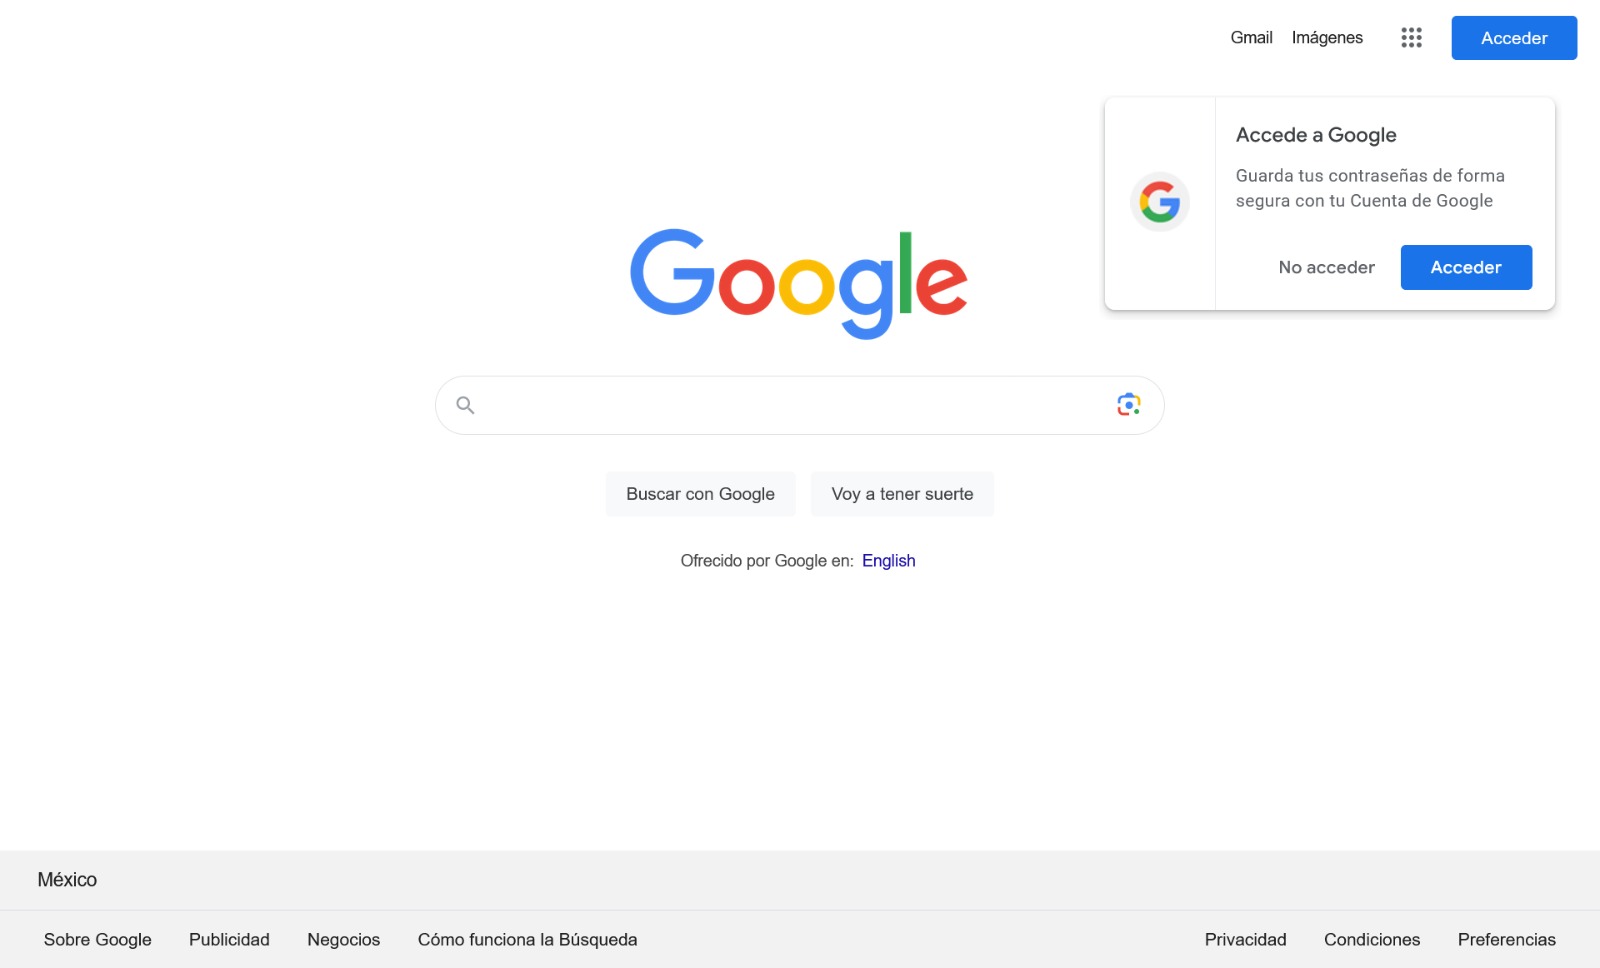 Gmail Imágenes Acceder
Accede a Google
Guarda tus contraseñas de forma
segura con tu Cuenta de Google
No acceder Acceder
Google
Buscar con Google Voy a tener suerte
Ofrecido por Google en: English
México
Sobre Google Publicidad Negocios Cómo funciona la Búsqueda Privacidad Condiciones Preferencias